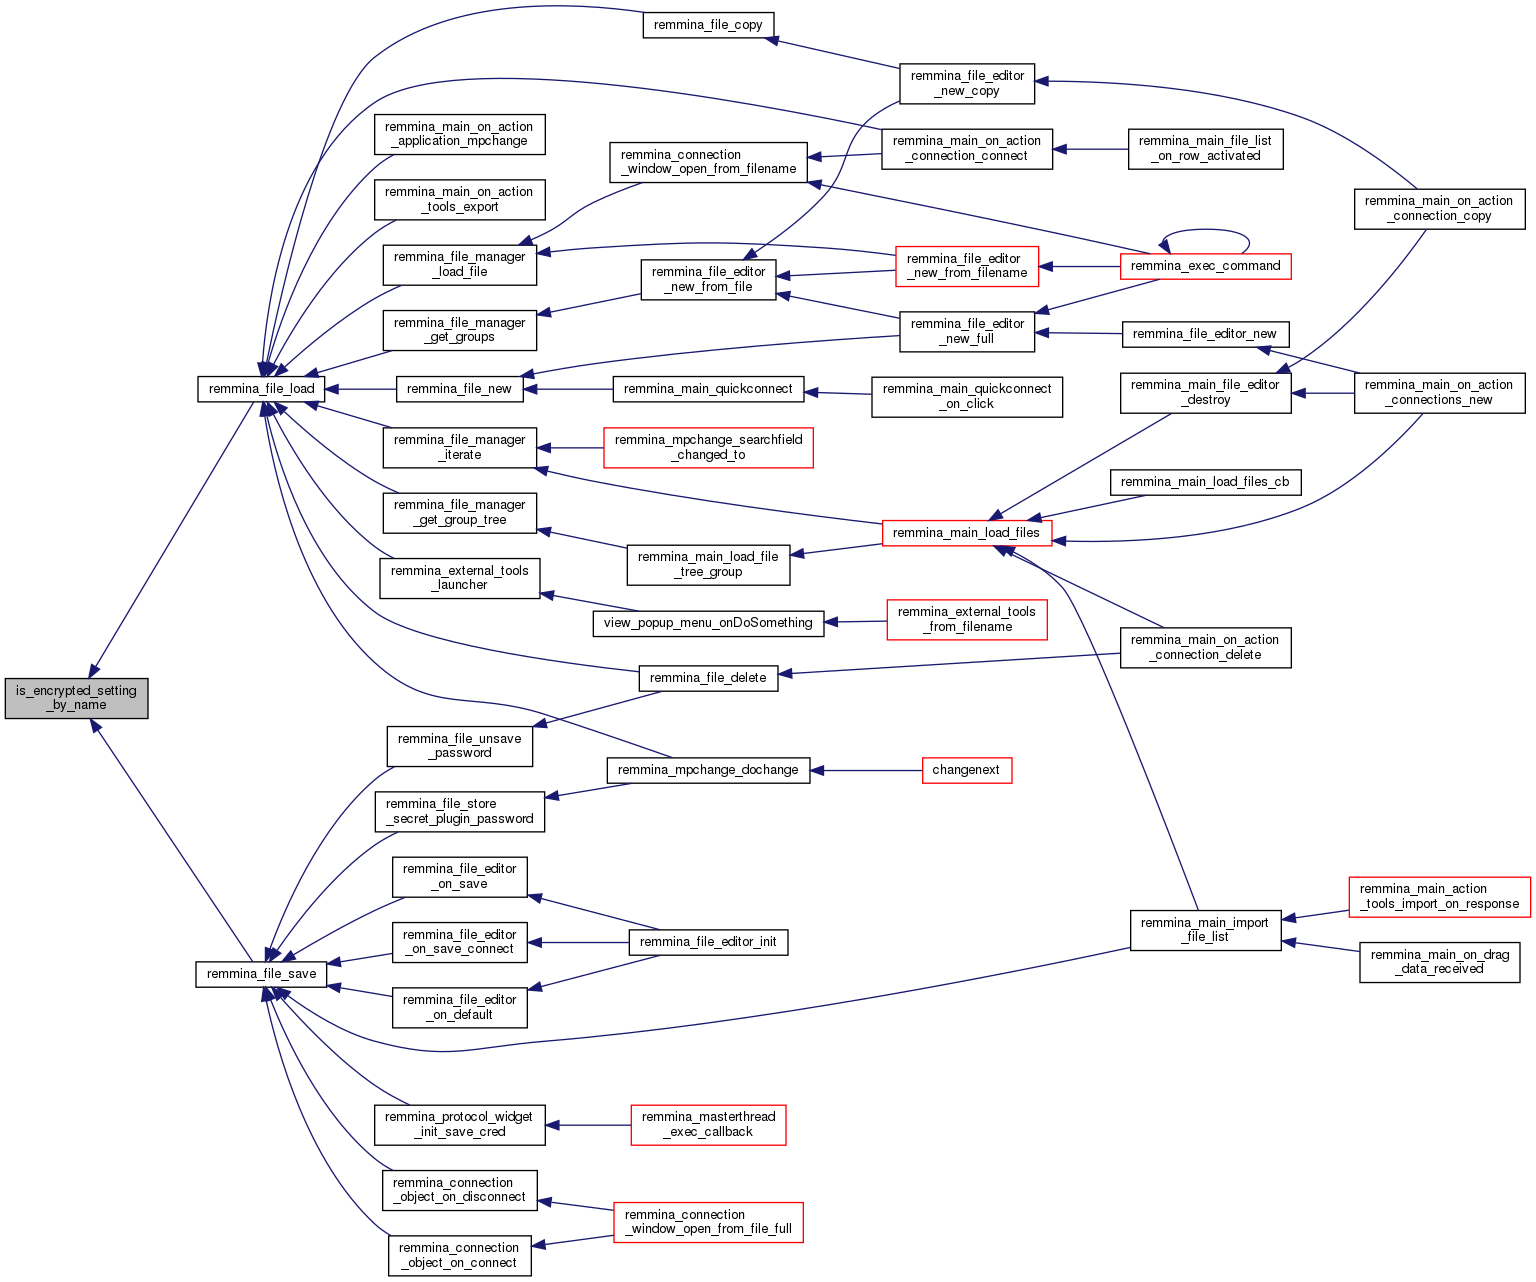 is_encrypted_setting
_by_name
remmina_file_load
remmina_file_save
remmina_main_on_action
_application_mpchange
remmina_main_on_action
_tools_export
remmina_file_manager
_load_file
remmina_file_manager
_get_groups
remmina_file_new
remmina_file_manager
_iterate
remmina_file_manager
_get_group_tree
remmina_external_tools
_launcher
remmina_file_unsave
_password
remmina_file_store
_secret_plugin_password
remmina_file_editor
_on_save
remmina_file_editor
_on_save_connect
remmina_file_editor
_on_default
remmina_protocol_widget
_init_save_cred
remmina_connection
_object_on_disconnect
remmina_connection
_object_on_connect
remmina_file_copy
remmina_connection
_window_open_from_filename
remmina_file_editor
_new_from_file
remmina_main_quickconnect
remmina_mpchange_searchfield
_changed_to
remmina_main_load_file
_tree_group
view_popup_menu_onDoSomething
remmina_file_delete
remmina_mpchange_dochange
remmina_file_editor_init
remmina_masterthread
_exec_callback
remmina_connection
_window_open_from_file_full
remmina_file_editor
_new_copy
remmina_main_on_action
_connection_connect
remmina_file_editor
_new_from_filename
remmina_file_editor
_new_full
remmina_main_quickconnect
_on_click
remmina_main_load_files
remmina_external_tools
_from_filename
changenext
remmina_main_file_list
_on_row_activated
remmina_exec_command
remmina_file_editor_new
remmina_main_file_editor
_destroy
remmina_main_load_files_cb
remmina_main_on_action
_connection_delete
remmina_main_import
_file_list
remmina_main_on_action
_connection_copy
remmina_main_on_action
_connections_new
remmina_main_action
_tools_import_on_response
remmina_main_on_drag
_data_received